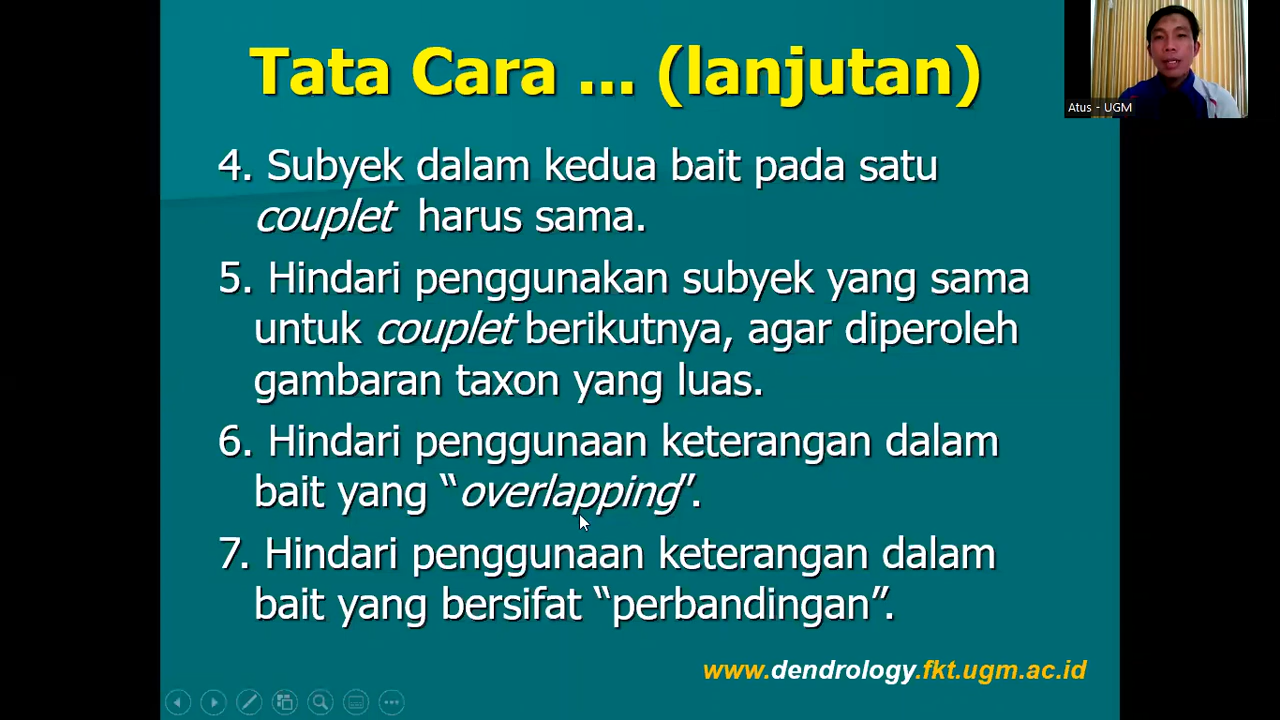 Tata Cara ... (lanjutan)
Atus - UGM
4. Subyek dalam kedua bait pada satu
couplet harus sama.
5. Hindari penggunakan subyek yang sama
untuk couplet berikutnya, agar diperoleh
gambaran taxon yang luas.
6. Hindari penggunaan keterangan dalam
bait yang “overlapping”.
7. Hindari penggunaan keterangan dalam
bait yang bersifat “perbandingan”.
www.dendrology.fkt.ugm.ac.id